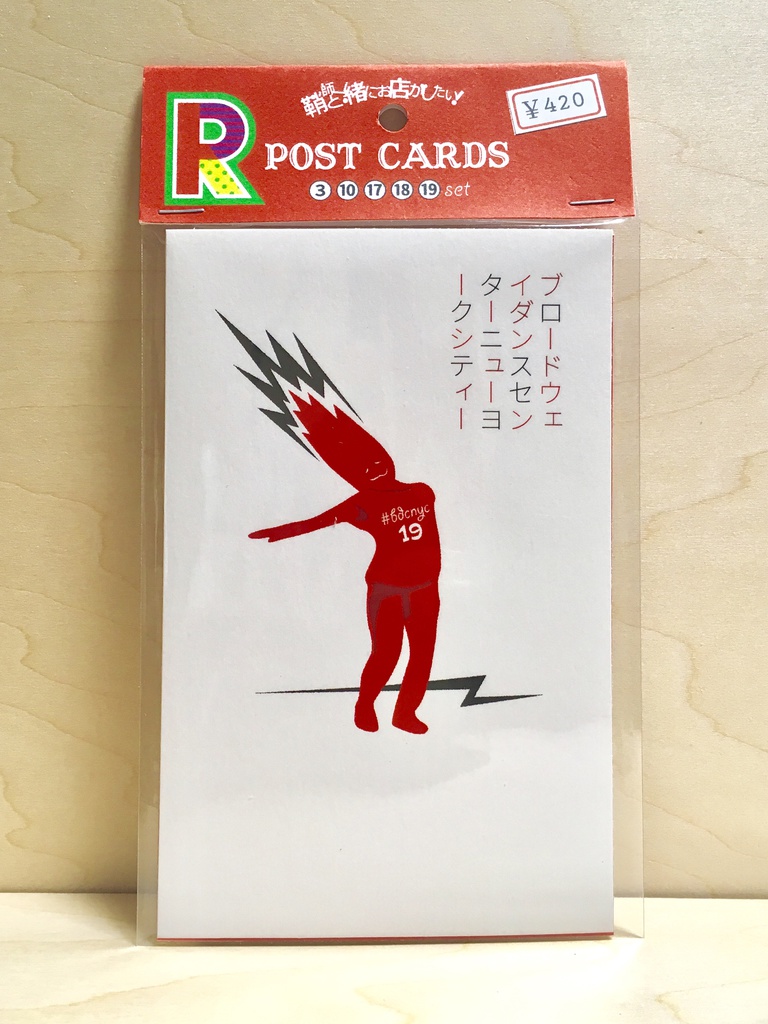 鞘師と一緒にお店がしたい!
¥420
R
POST CARDS
3 10 17 18 19 set
ブロードウェ
イダンスセン
ターニューヨ
ークシティー
#bdcnyc
19